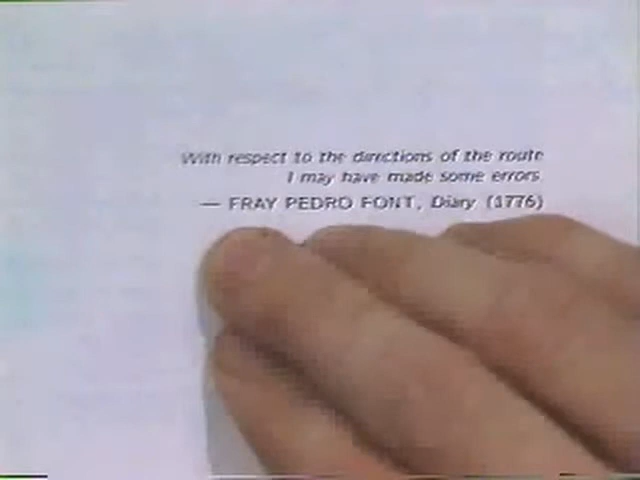 With respect to the directions of the route
I may have made some errors.
— FRAY PEDRO FONT, Diary (1776)